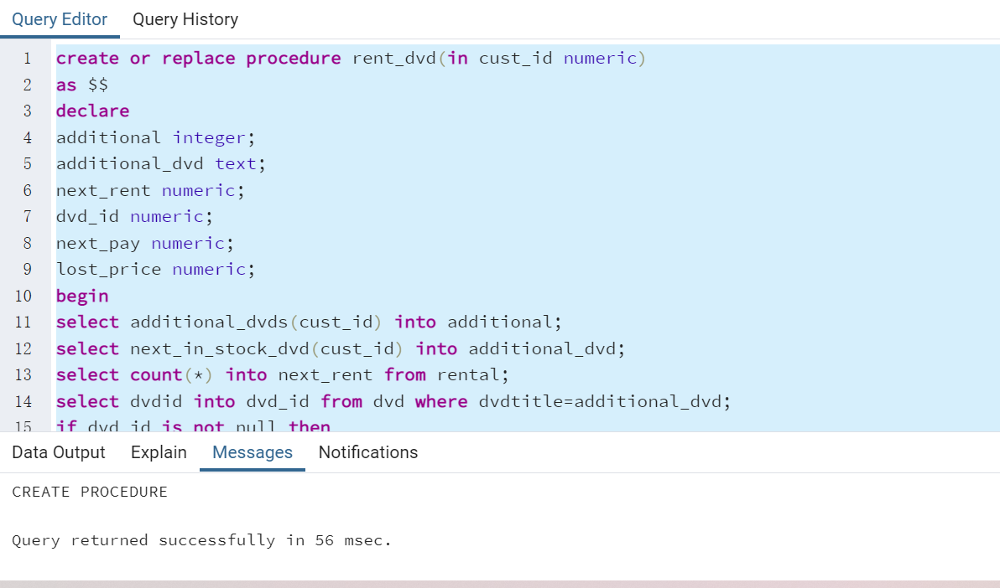 Query Editor Query History
1 create or replace procedure rent_dvd(in cust_id numeric)
2 as $$
3 declare
4 additional integer;
5 additional_dvd text;
6 next_rent numeric;
7 dvd_id numeric;
8 next_pay numeric;
9 lost_price numeric;
10 begin
11 select additional_dvds(cust_id) into additional;
12 select next_in_stock_dvd(cust_id) into additional_dvd;
13 select count(*) into next_rent from rental;
14 select dvdid into dvd_id from dvd where dvdtitle=additional_dvd;
15 if dvd_id is not null then
Data Output Explain Messages Notifications
CREATE PROCEDURE
Query returned successfully in 56 msec.